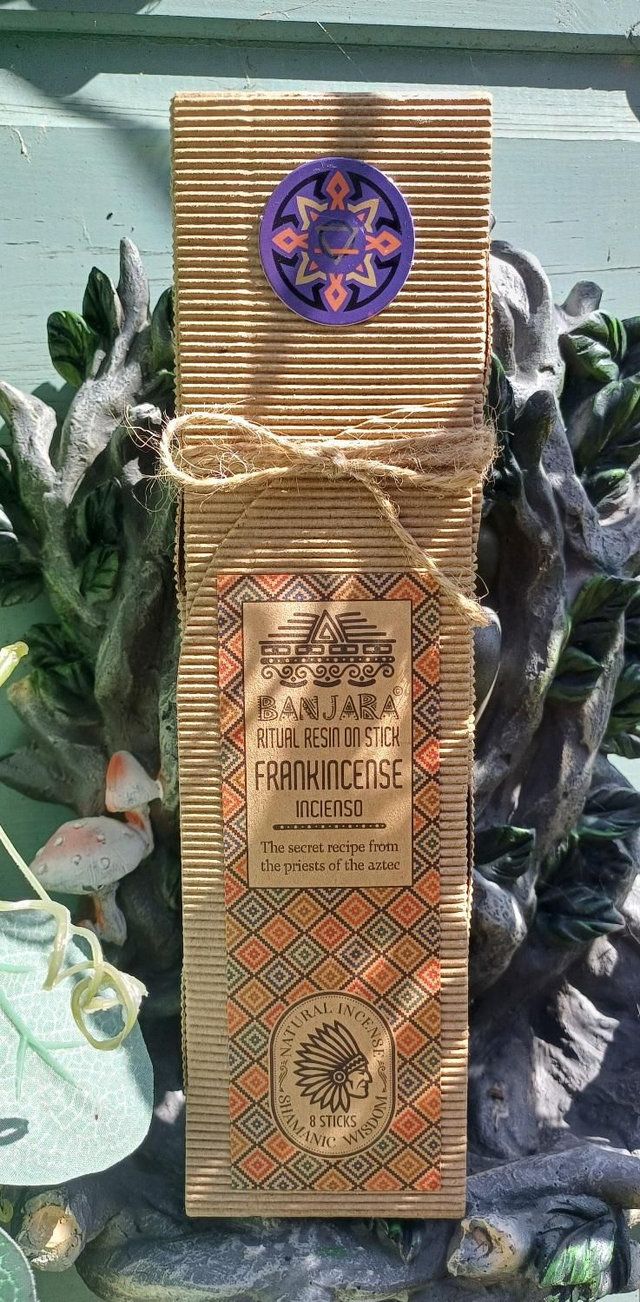 BANJARA
RITUAL RESIN ON STICK
FRANKINCENSE
INCIENSO
The secret recipe from
the priests of the aztec
NATURAL INCENSE
8 STICKS
SHAMANIC WISDOM